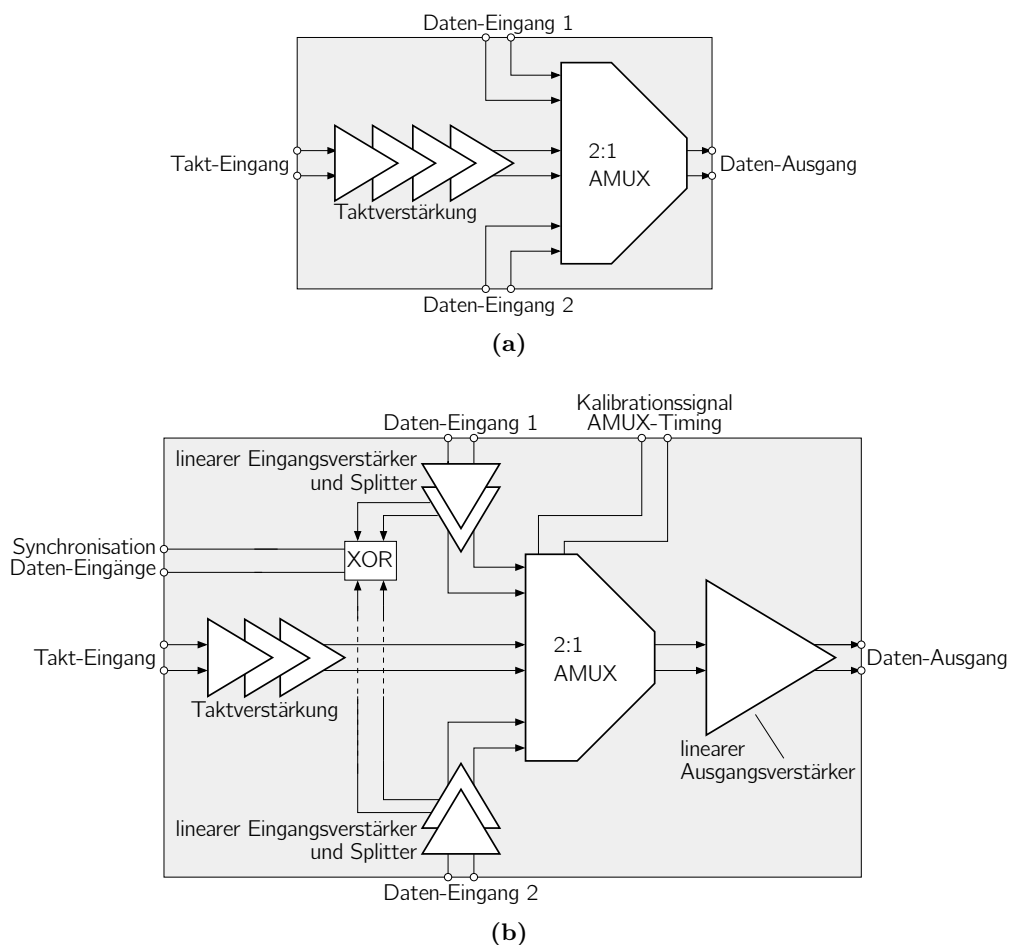 Daten-Eingang 1
2:1
AMUX
Takt-Eingang
Daten-Ausgang
Taktverstärkung
Daten-Eingang 2
(a)
Kalibrationssignal
AMUX-Timing
Daten-Eingang 1
linearer Eingangsverstärker
und Splitter
Synchronisation
Daten-Eingänge
XOR
2:1
AMUX
Takt-Eingang
Daten-Ausgang
Taktverstärkung
linearer
Ausgangsverstärker
linearer Eingangsverstärker
und Splitter
Daten-Eingang 2
(b)